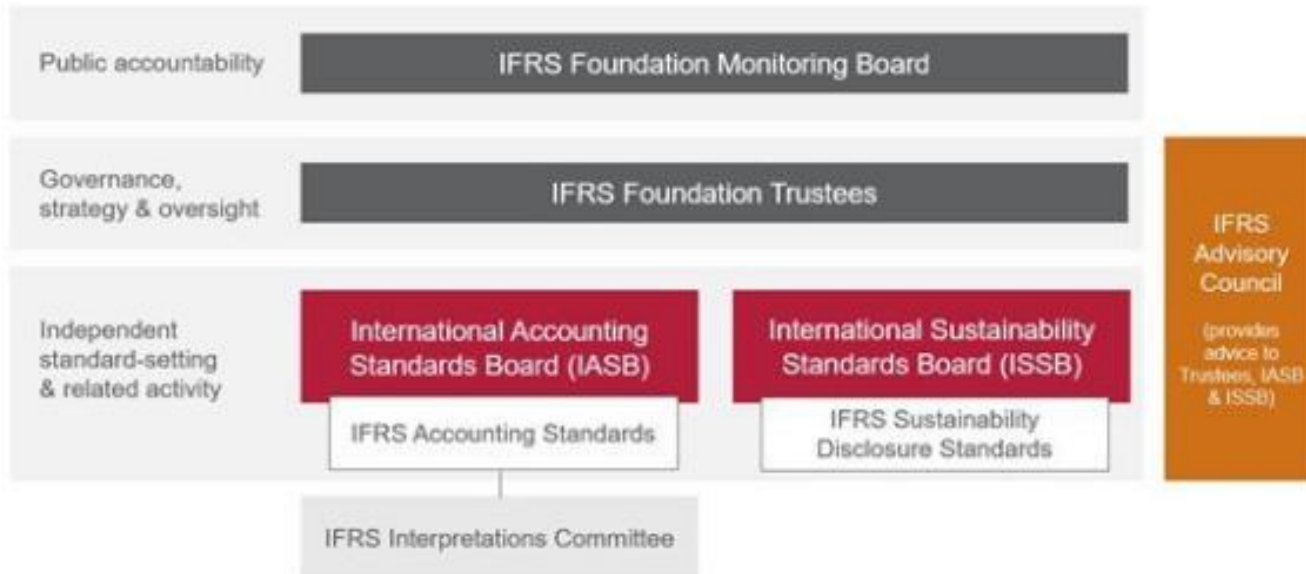 Public accountability
IFRS Foundation Monitoring Board
Governance,
strategy & oversight
IFRS Foundation Trustees
Independent
standard-setting
& related activity
International Accounting
Standards Board (IASB)
IFRS Accounting Standards
International Sustainability
Standards Board (ISSB)
IFRS Sustainability
Disclosure Standards
IFRS Interpretations Committee
IFRS
Advisory
Council
(provides
advice to
Trustees, IASB
& ISSB)